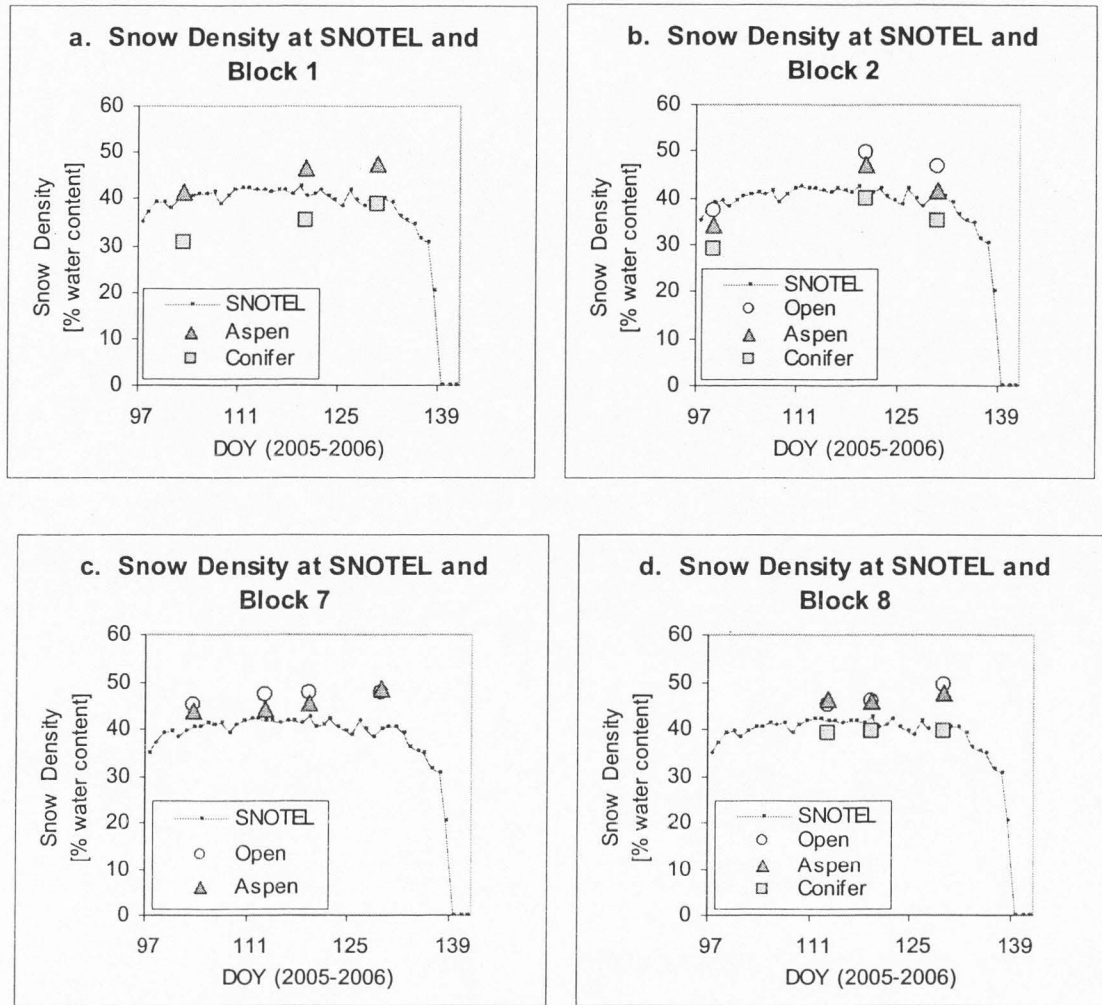 a. Snow Density at SNOTEL and
Block 1
Snow Density
[% water content]
60
50
40
30
20
10
0
SNOTEL
Aspen
Conifer
97
111
125
139
DOY (2005-2006)
b. Snow Density at SNOTEL and
Block 2
Snow Density
[% water content]
60
50
40
30
20
10
0
SNOTEL
Open
Aspen
Conifer
97
111
125
139
DOY (2005-2006)
c. Snow Density at SNOTEL and
Block 7
Snow Density
[% water content]
60
50
40
30
20
10
0
SNOTEL
Open
Aspen
97
111
125
139
DOY (2005-2006)
d. Snow Density at SNOTEL and
Block 8
Snow Density
[% water content]
60
50
40
30
20
10
0
SNOTEL
Open
Aspen
Conifer
97
111
125
139
DOY (2005-2006)